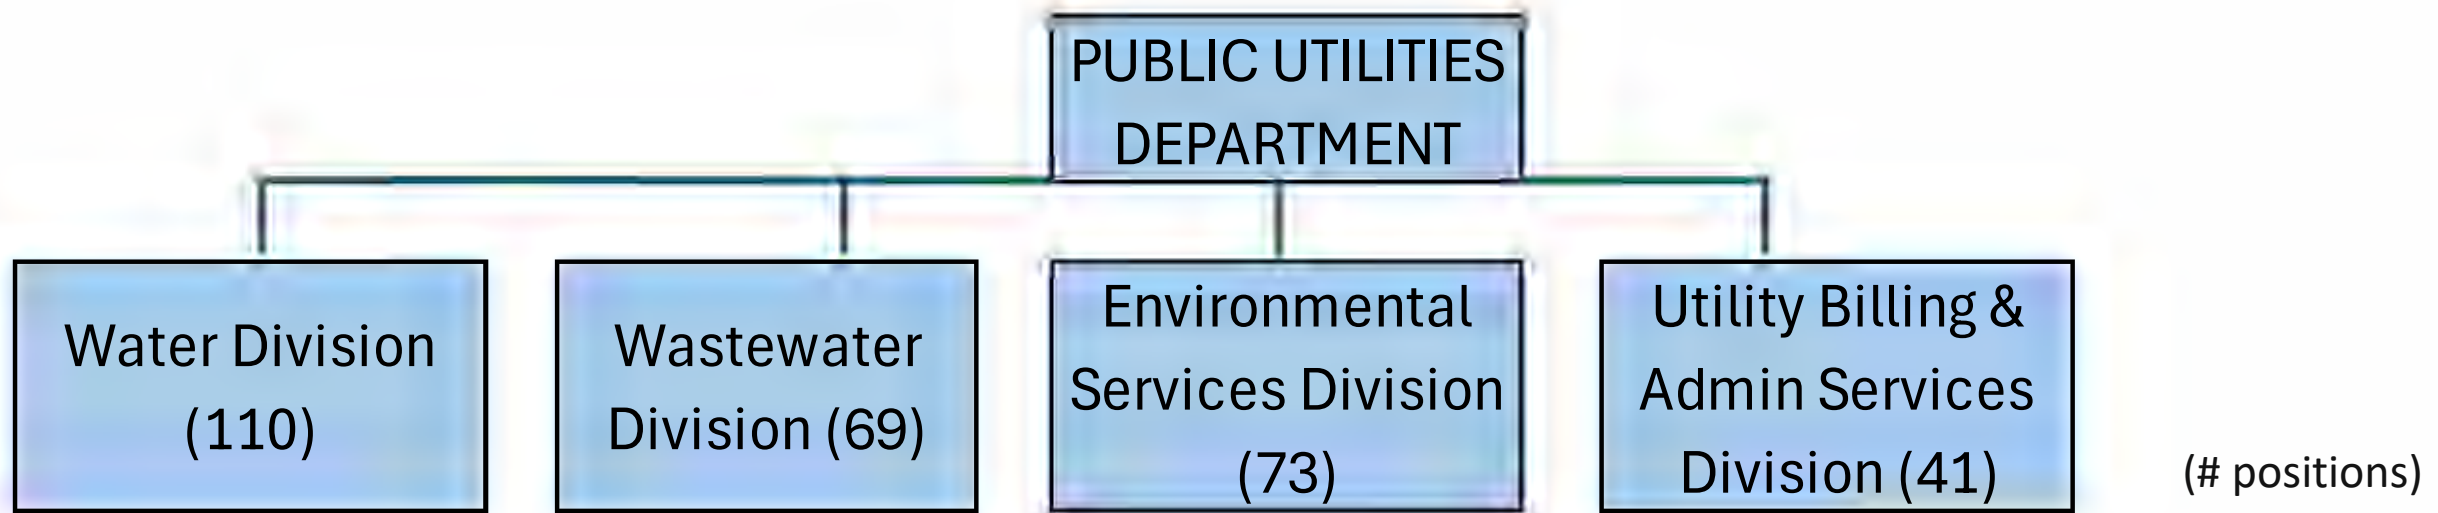 PUBLIC UTILITIES
DEPARTMENT
Water Division
(110)
Wastewater
Division (69)
Environmental
Services Division
(73)
Utility Billing &
Admin Services
Division (41)
(# positions)